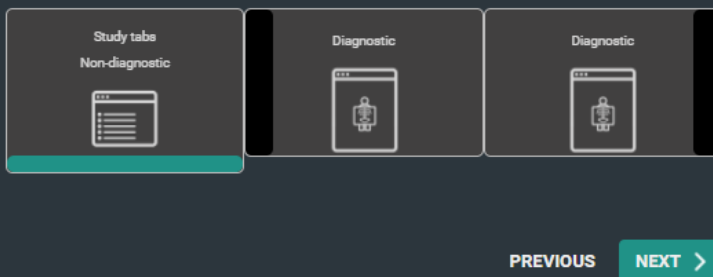 Study tabs
Non-diagnostic
Diagnostic
Diagnostic
PREVIOUS
NEXT